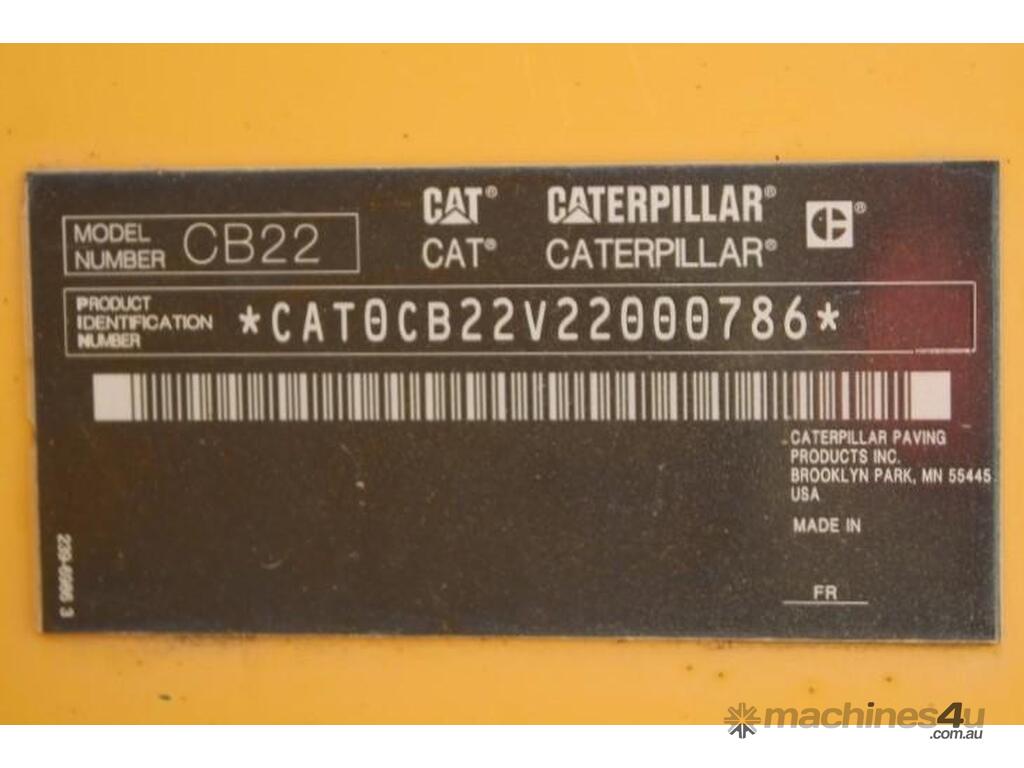 CAT® CATERPILLAR®
MODEL NUMBER CB22
CAT® CATERPILLAR®
PRODUCT IDENTIFICATION NUMBER *CAT0CB22V22000786*
CATERPILLAR PAVING
PRODUCTS INC.
BROOKLYN PARK, MN 55445
USA
MADE IN
FR
machines4u
.com.au